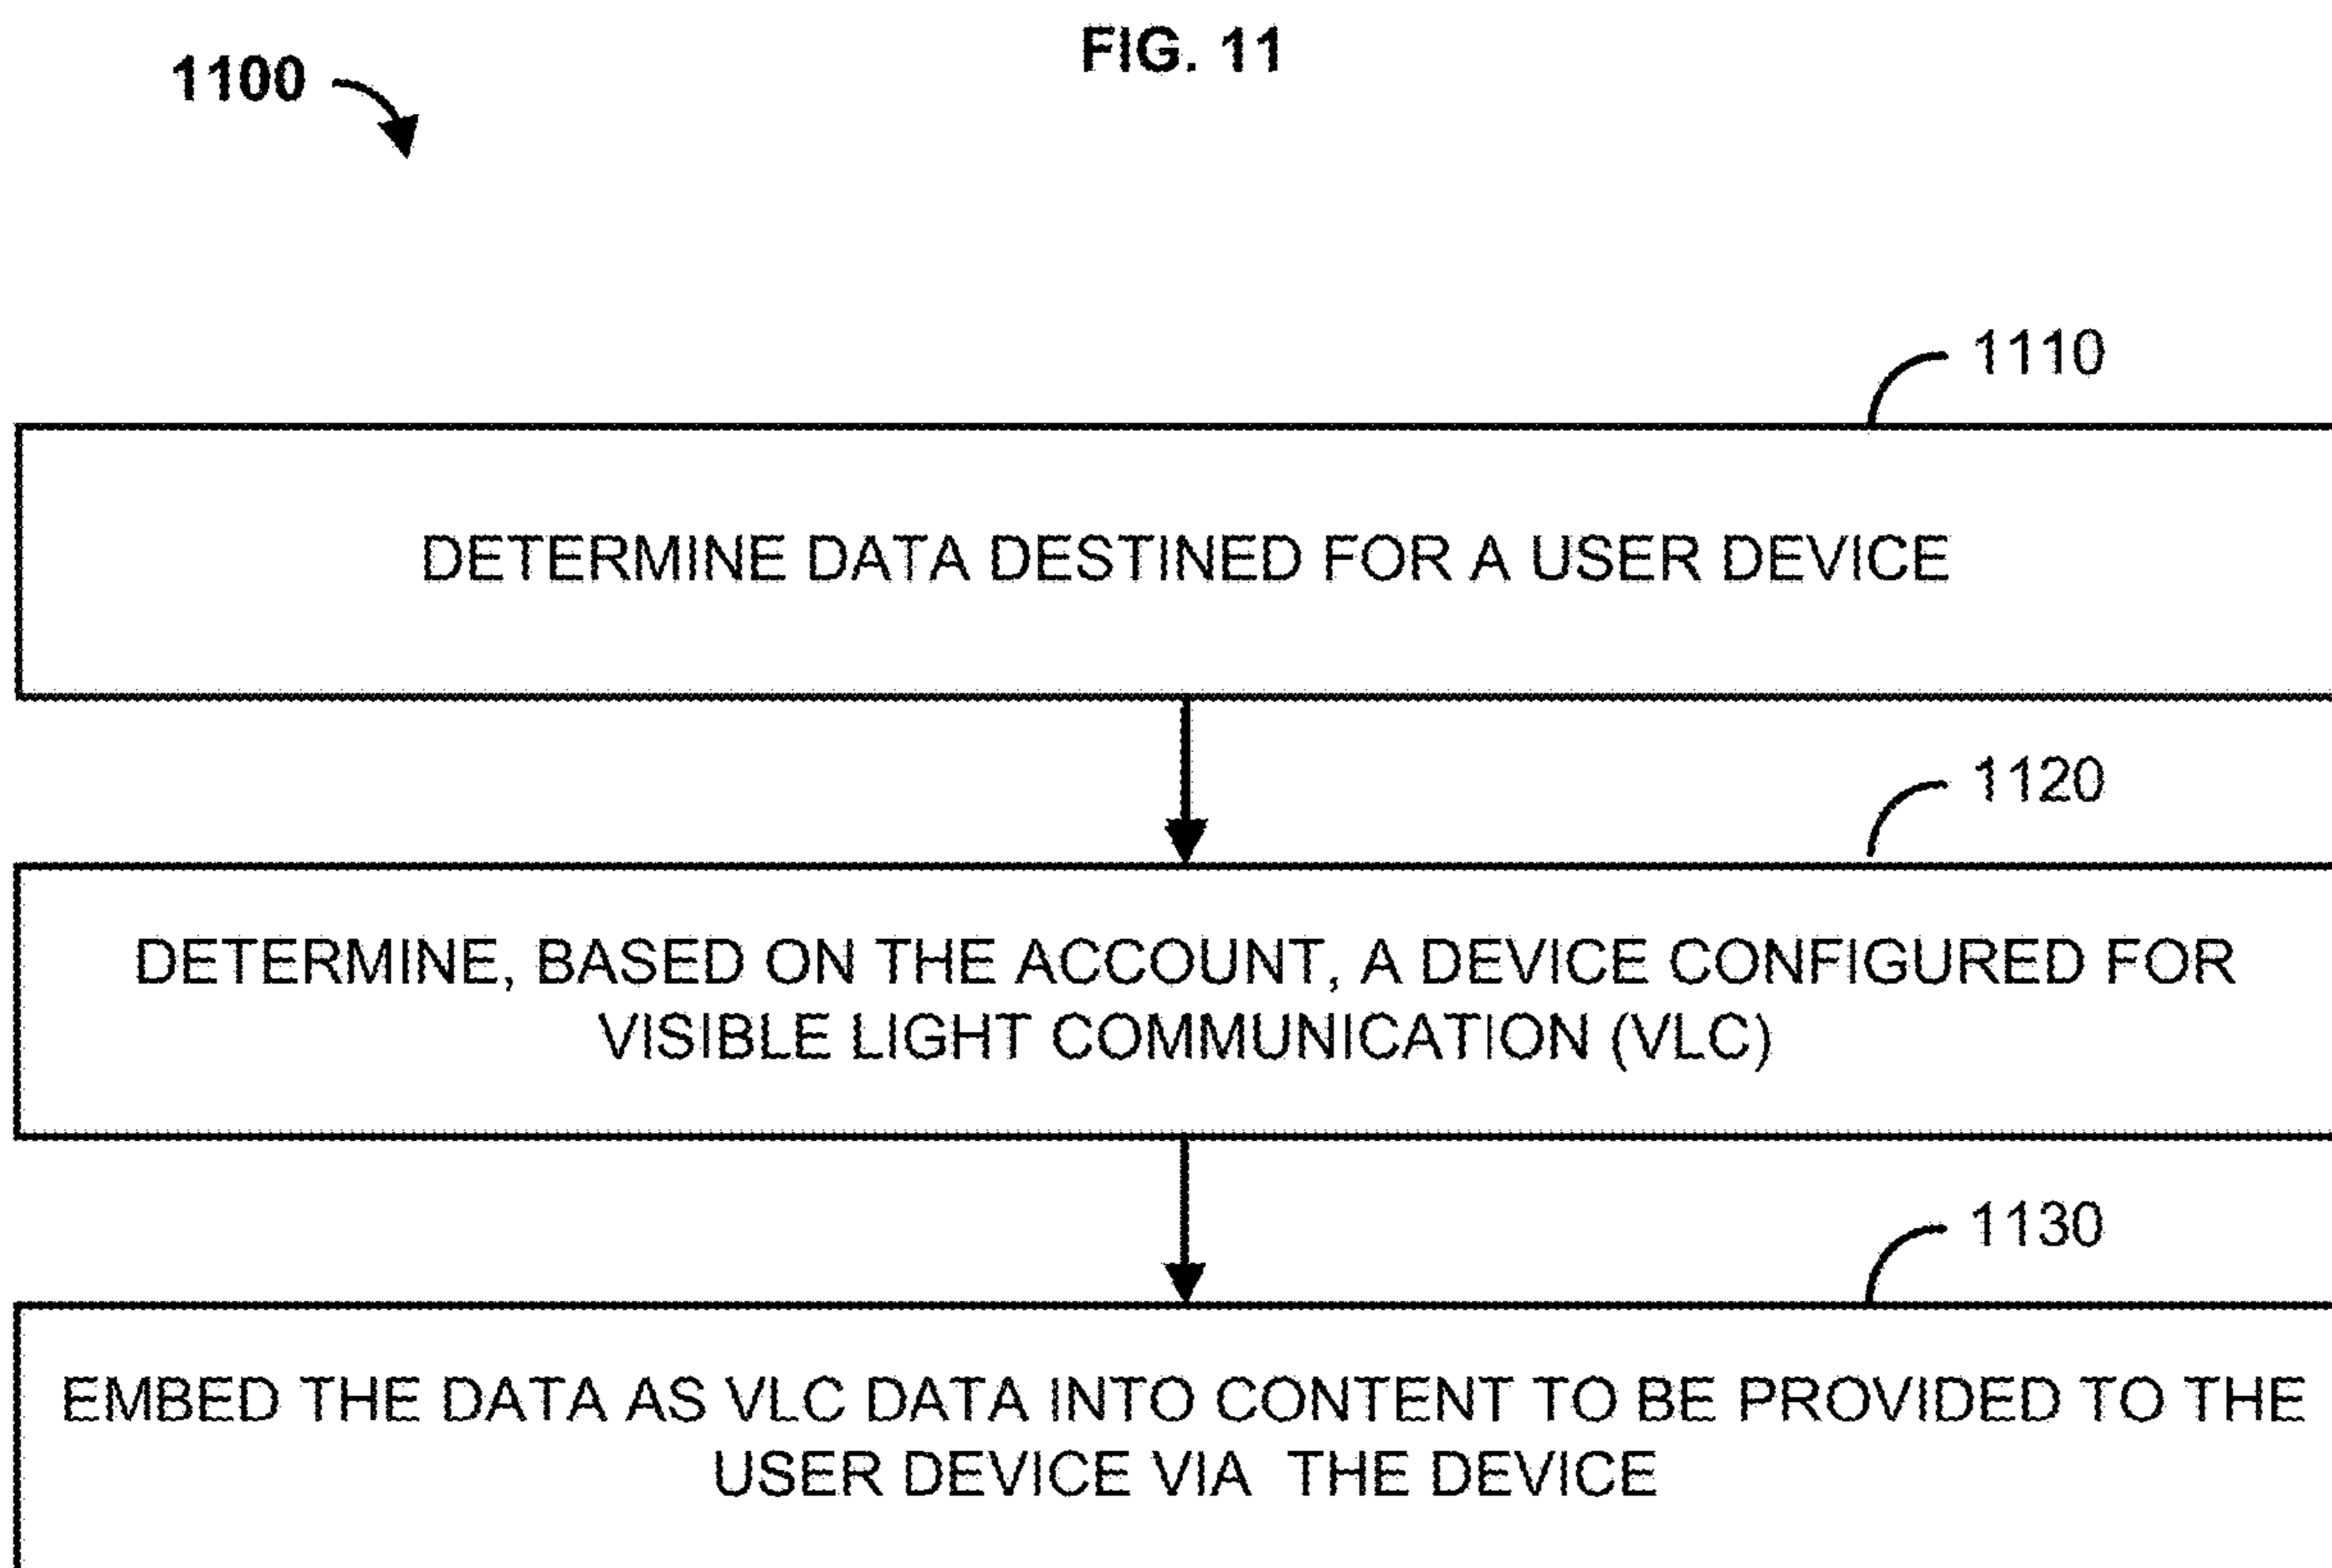 FIG. 11
1100
1110
DETERMINE DATA DESTINED FOR A USER DEVICE
1120
DETERMINE, BASED ON THE ACCOUNT, A DEVICE CONFIGURED FOR
VISIBLE LIGHT COMMUNICATION (VLC)
1130
EMBED THE DATA AS VLC DATA INTO CONTENT TO BE PROVIDED TO THE
USER DEVICE VIA THE DEVICE